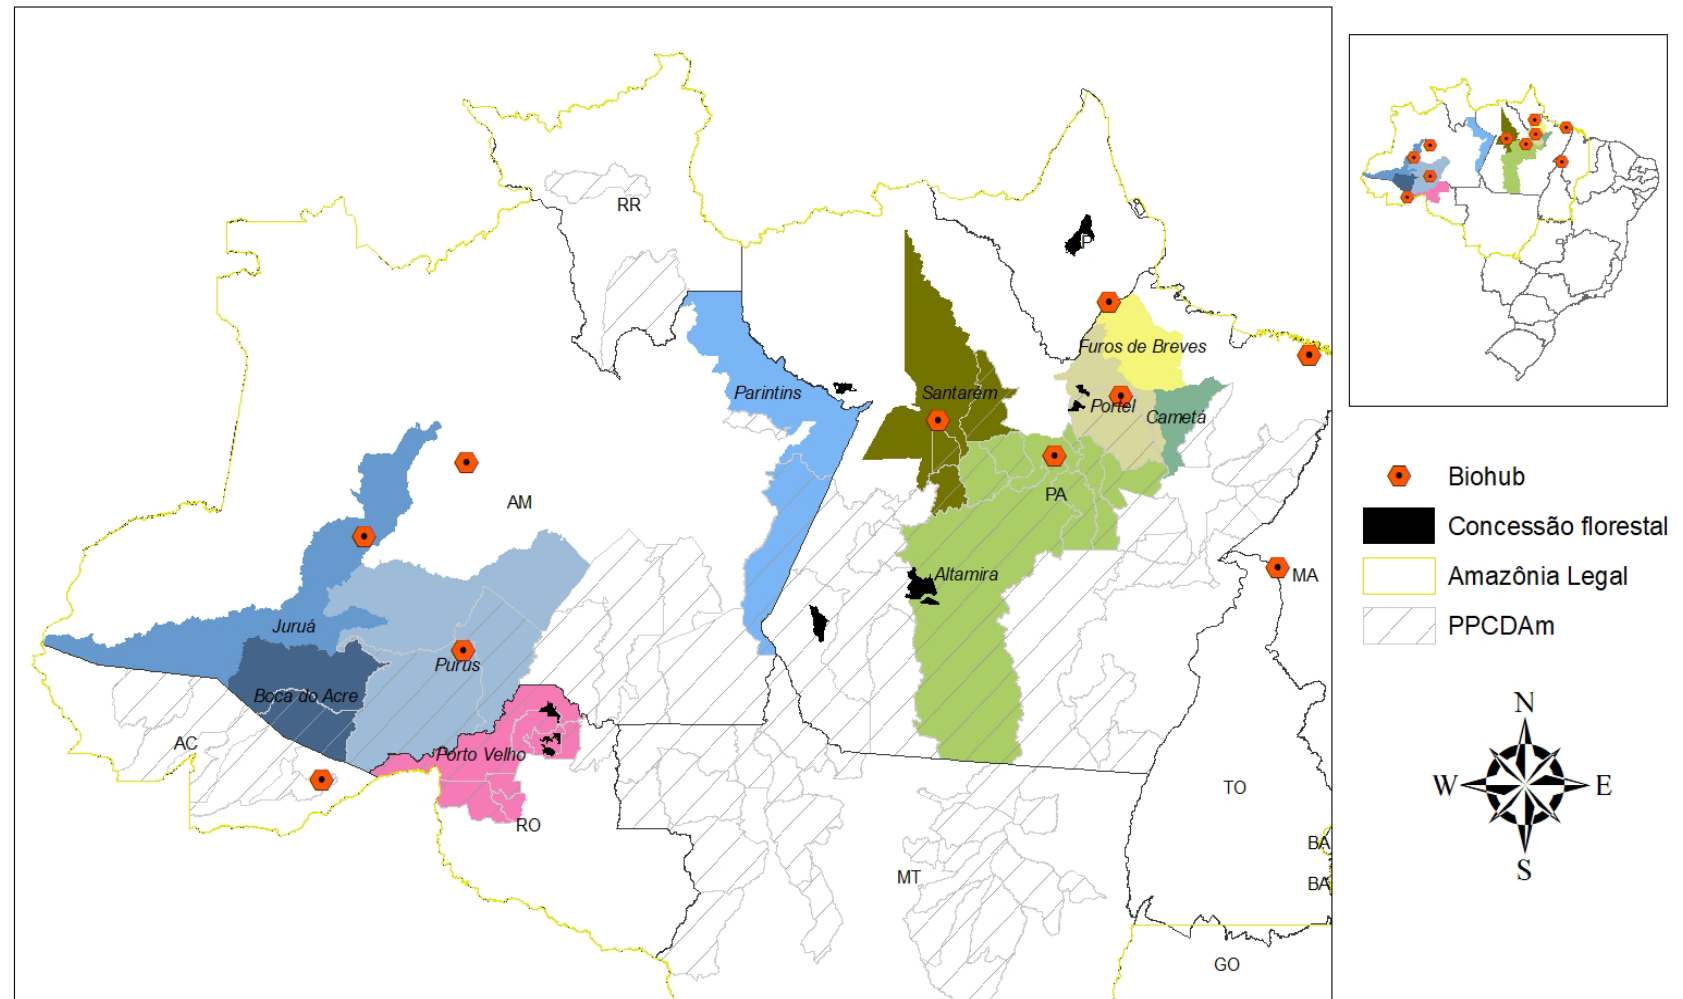 RR
P
Furos de Breves
Parintins
Santarém
Portel
Cametá
AM
PA
Altamira
MA
Juruá
Purus
Boca do Acre
AC
Porto Velho
RO
TO
MT
BA
BA
GO
Biohub
Concessão florestal
Amazônia Legal
PPCDAm
N
W
E
S